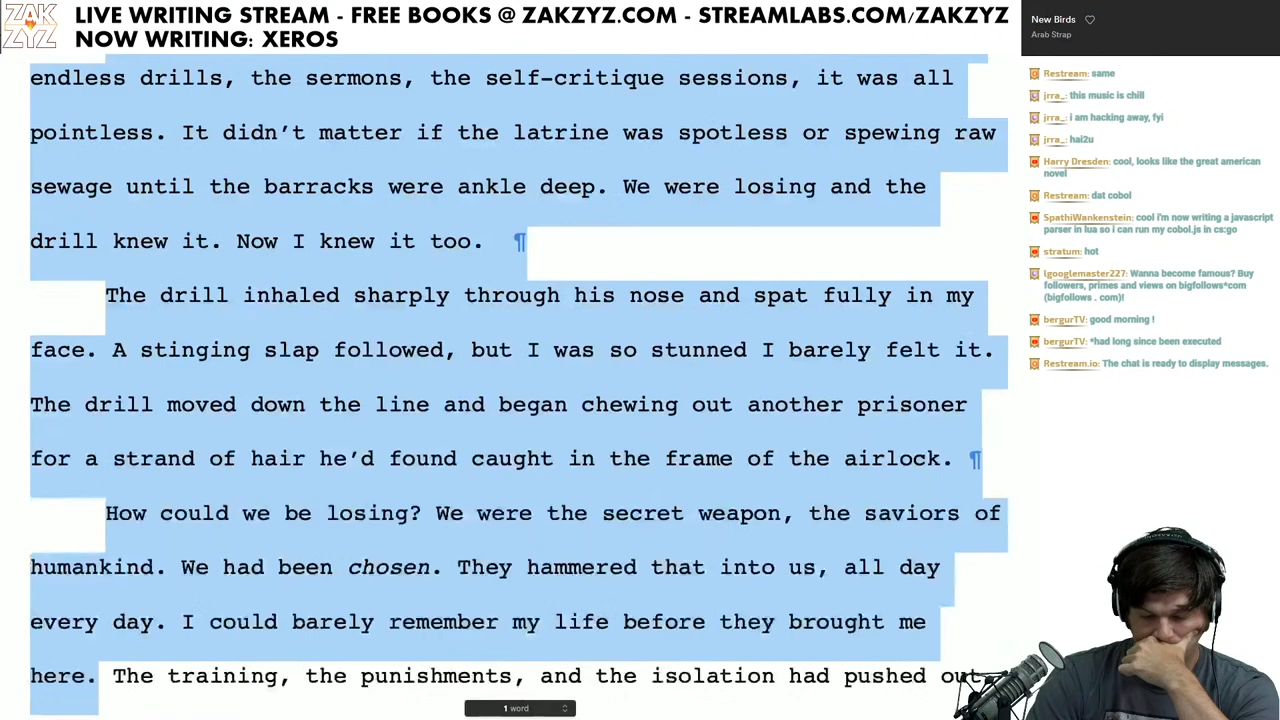 ZAK
ZYZ
LIVE WRITING STREAM - FREE BOOKS @ ZAKZYZ.COM - STREAMLABS.COM/ZAKZYZ
NOW WRITING: XEROS
endless drills, the sermons, the self-critique sessions, it was all
pointless. It didn’t matter if the latrine was spotless or spewing raw
sewage until the barracks were ankle deep. We were losing and the
drill knew it. Now I knew it too. ¶
The drill inhaled sharply through his nose and spat fully in my
face. A stinging slap followed, but I was so stunned I barely felt it.
The drill moved down the line and began chewing out another prisoner
for a strand of hair he’d found caught in the frame of the airlock. ¶
How could we be losing? We were the secret weapon, the saviors of
humankind. We had been chosen. They hammered that into us, all day
every day. I could barely remember my life before they brought me
here. The training, the punishments, and the isolation had pushed out
1 word
New Birds
Arab Strap
Restream: same
jrra_: this music is chill
jrra_: i am hacking away, fyi
jrra_: hai2u
Harry Dresden: cool, looks like the great american
novel
Restream: dat cobol
SpathiWankenstein: cool i'm now writing a javascript
parser in lua so i can run my cobol.js in cs:go
stratum: hot
lgooglemaster227: Wanna become famous? Buy
followers, primes and views on bigfollows*com
(bigfollows . com)!
bergurTV: good morning !
bergurTV: *had long since been executed
Restream.io: The chat is ready to display messages.